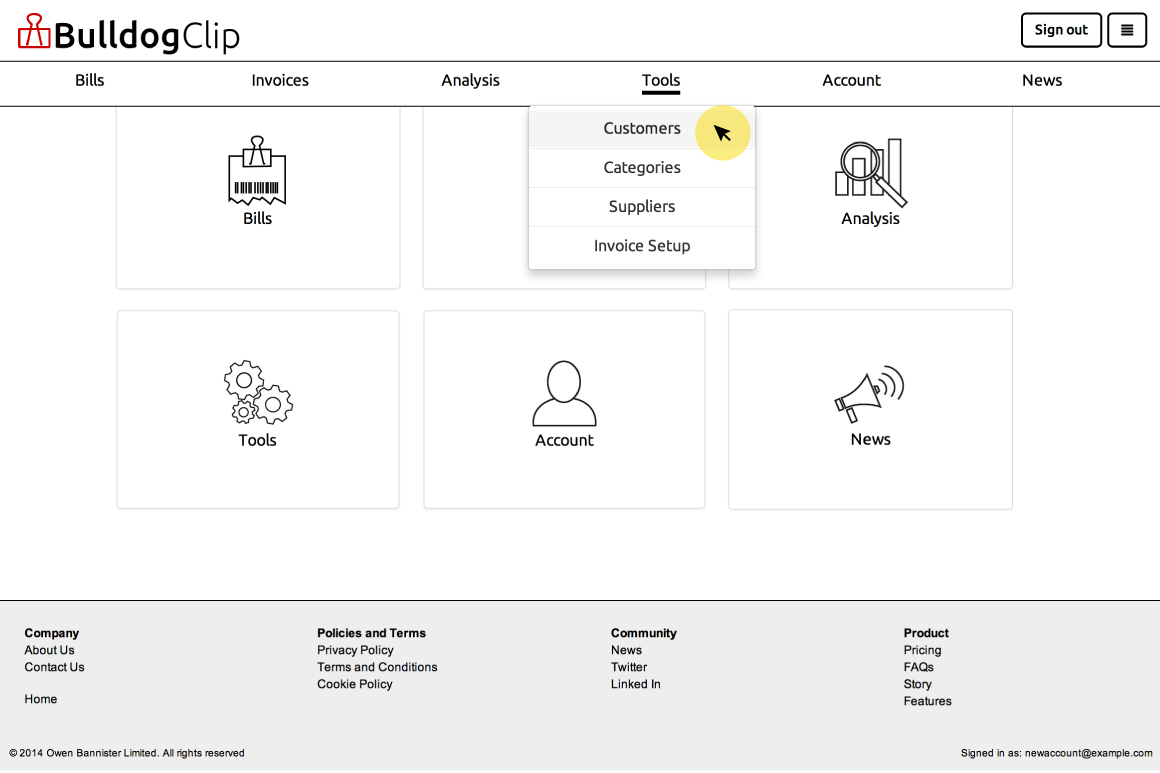 BulldogClip
Sign out
Bills Invoices Analysis Tools Account News
Customers
Categories
Suppliers
Invoice Setup
Bills
Analysis
Tools
Account
News
Company
About Us
Contact Us
Home
Policies and Terms
Privacy Policy
Terms and Conditions
Cookie Policy
Community
News
Twitter
Linked In
Product
Pricing
FAQs
Story
Features
© 2014 Owen Bannister Limited. All rights reserved
Signed in as: newaccount@example.com